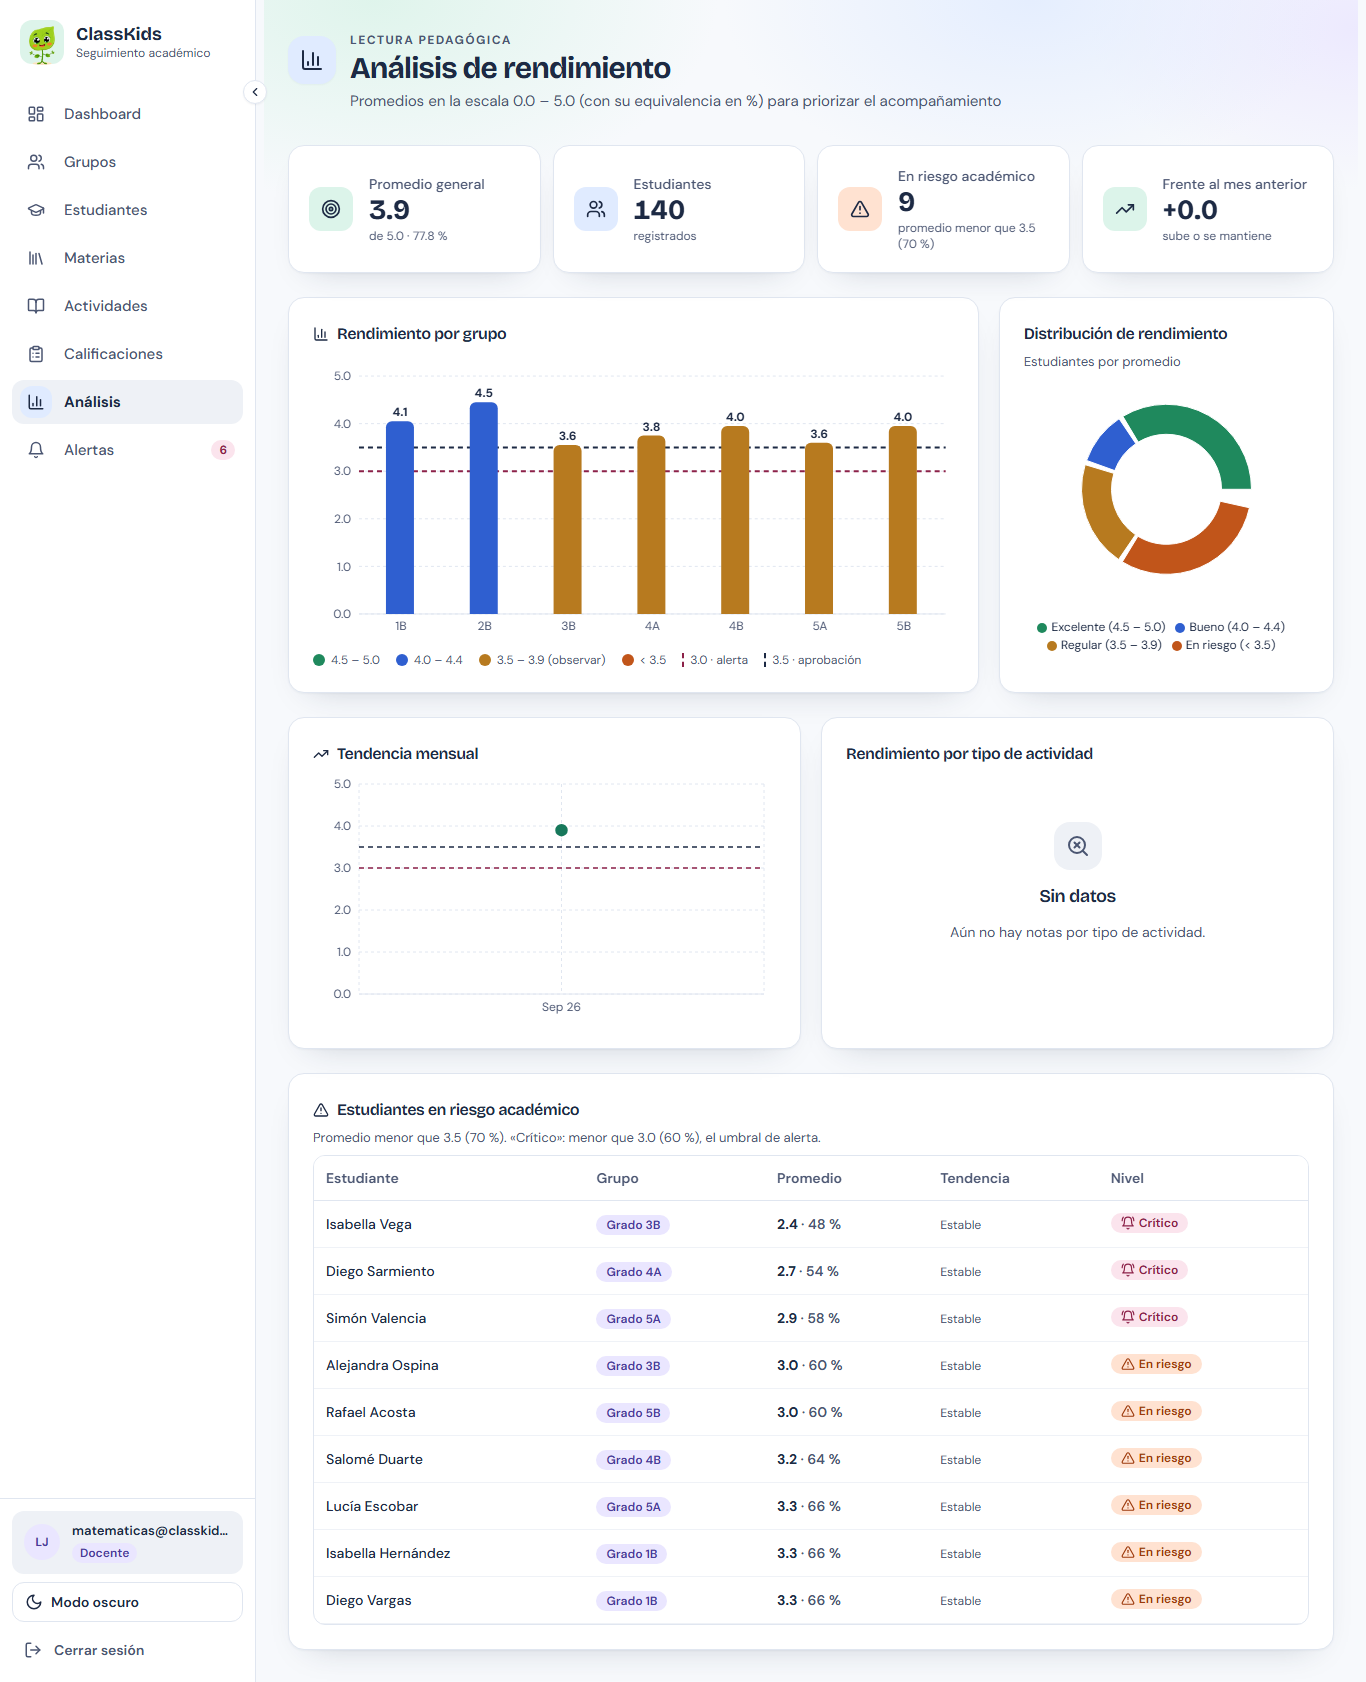 ClassKids
Seguimiento académico
Dashboard
Grupos
Estudiantes
Materias
Actividades
Calificaciones
Análisis
Alertas 6
matematicas@classkid...
LJ
Docente
Modo oscuro
Cerrar sesión
LECTURA PEDAGÓGICA
Análisis de rendimiento
Promedios en la escala 0.0 – 5.0 (con su equivalencia en %) para priorizar el acompañamiento
Promedio general
3.9
de 5.0 · 77.8 %
Estudiantes
140
registrados
En riesgo académico
9
promedio menor que 3.5
(70 %)
Frente al mes anterior
+0.0
sube o se mantiene
Rendimiento por grupo
5.0
4.0
3.0
2.0
1.0
0.0
4.1 4.5 3.6 3.8 4.0 3.6 4.0
1B 2B 3B 4A 4B 5A 5B
4.5 – 5.0 4.0 – 4.4 3.5 – 3.9 (observar) < 3.5 3.0 · alerta 3.5 · aprobación
Distribución de rendimiento
Estudiantes por promedio
Excelente (4.5 – 5.0) Bueno (4.0 – 4.4)
Regular (3.5 – 3.9) En riesgo (< 3.5)
Tendencia mensual
5.0
4.0
3.0
2.0
1.0
0.0
Sep 26
Rendimiento por tipo de actividad
Sin datos
Aún no hay notas por tipo de actividad.
Estudiantes en riesgo académico
Promedio menor que 3.5 (70 %). «Crítico»: menor que 3.0 (60 %), el umbral de alerta.
Estudiante Grupo Promedio Tendencia Nivel
Isabella Vega Grado 3B 2.4 · 48 % Estable Crítico
Diego Sarmiento Grado 4A 2.7 · 54 % Estable Crítico
Simón Valencia Grado 5A 2.9 · 58 % Estable Crítico
Alejandra Ospina Grado 3B 3.0 · 60 % Estable En riesgo
Rafael Acosta Grado 5B 3.0 · 60 % Estable En riesgo
Salomé Duarte Grado 4B 3.2 · 64 % Estable En riesgo
Lucía Escobar Grado 5A 3.3 · 66 % Estable En riesgo
Isabella Hernández Grado 1B 3.3 · 66 % Estable En riesgo
Diego Vargas Grado 1B 3.3 · 66 % Estable En riesgo